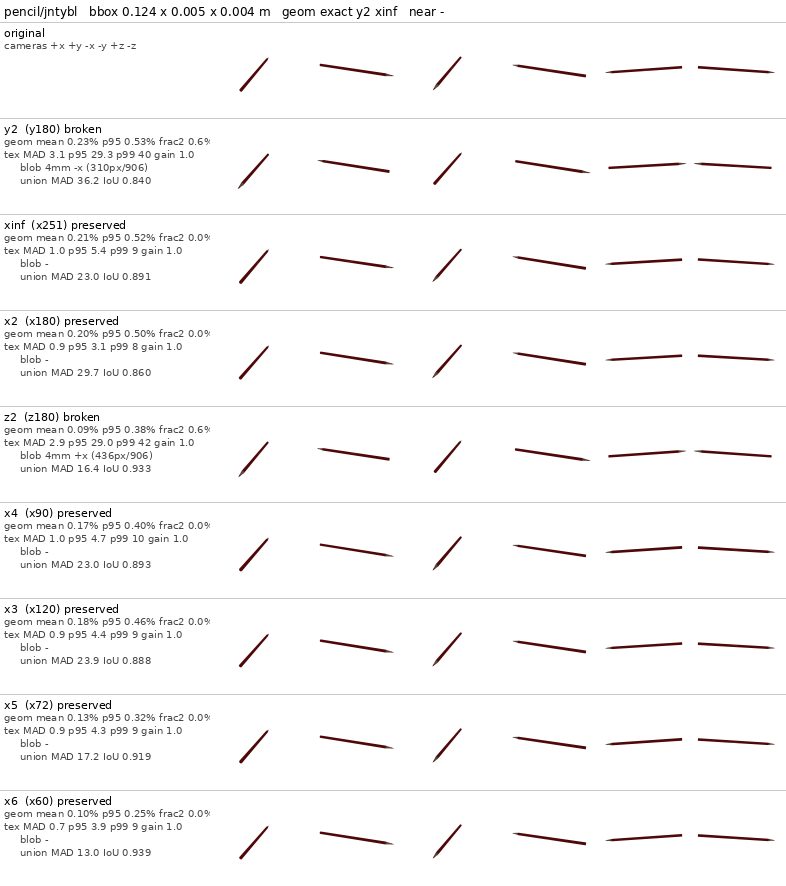 pencil/jntybl   bbox 0.124 x 0.005 x 0.004 m   geom exact y2 xinf   near -
original
cameras +x +y -x -y +z -z
y2  (y180) broken
geom mean 0.23% p95 0.53% frac2 0.6%
tex MAD 3.1 p95 29.3 p99 40 gain 1.0
blob 4mm -x (310px/906)
union MAD 36.2 IoU 0.840
xinf  (x251) preserved
geom mean 0.21% p95 0.52% frac2 0.0%
tex MAD 1.0 p95 5.4 p99 9 gain 1.0
blob -
union MAD 23.0 IoU 0.891
x2  (x180) preserved
geom mean 0.20% p95 0.50% frac2 0.0%
tex MAD 0.9 p95 3.1 p99 8 gain 1.0
blob -
union MAD 29.7 IoU 0.860
z2  (z180) broken
geom mean 0.09% p95 0.38% frac2 0.6%
tex MAD 2.9 p95 29.0 p99 42 gain 1.0
blob 4mm +x (436px/906)
union MAD 16.4 IoU 0.933
x4  (x90) preserved
geom mean 0.17% p95 0.40% frac2 0.0%
tex MAD 1.0 p95 4.7 p99 10 gain 1.0
blob -
union MAD 23.0 IoU 0.893
x3  (x120) preserved
geom mean 0.18% p95 0.46% frac2 0.0%
tex MAD 0.9 p95 4.4 p99 9 gain 1.0
blob -
union MAD 23.9 IoU 0.888
x5  (x72) preserved
geom mean 0.13% p95 0.32% frac2 0.0%
tex MAD 0.9 p95 4.3 p99 9 gain 1.0
blob -
union MAD 17.2 IoU 0.919
x6  (x60) preserved
geom mean 0.10% p95 0.25% frac2 0.0%
tex MAD 0.7 p95 3.9 p99 9 gain 1.0
blob -
union MAD 13.0 IoU 0.939